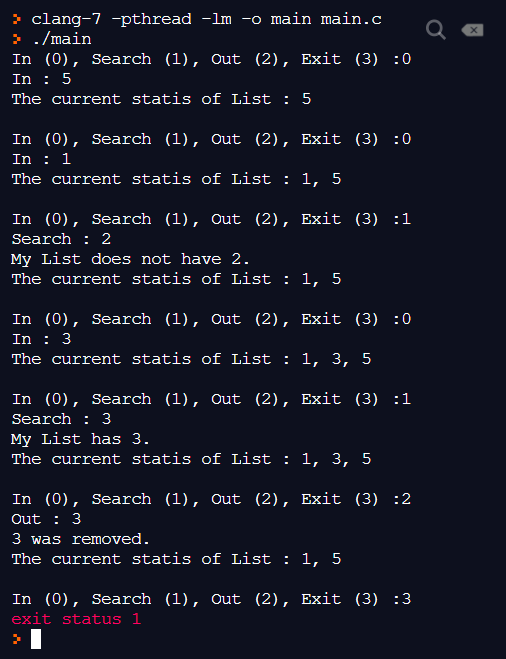 > clang-7 -pthread -lm -o main main.c
> ./main
In (0), Search (1), Out (2), Exit (3) :0
In : 5
The current statis of List : 5
In (0), Search (1), Out (2), Exit (3) :0
In : 1
The current statis of List : 1, 5
In (0), Search (1), Out (2), Exit (3) :1
Search : 2
My List does not have 2.
The current statis of List : 1, 5
In (0), Search (1), Out (2), Exit (3) :0
In : 3
The current statis of List : 1, 3, 5
In (0), Search (1), Out (2), Exit (3) :1
Search : 3
My List has 3.
The current statis of List : 1, 3, 5
In (0), Search (1), Out (2), Exit (3) :2
Out : 3
3 was removed.
The current statis of List : 1, 5
In (0), Search (1), Out (2), Exit (3) :3
exit status 1
>